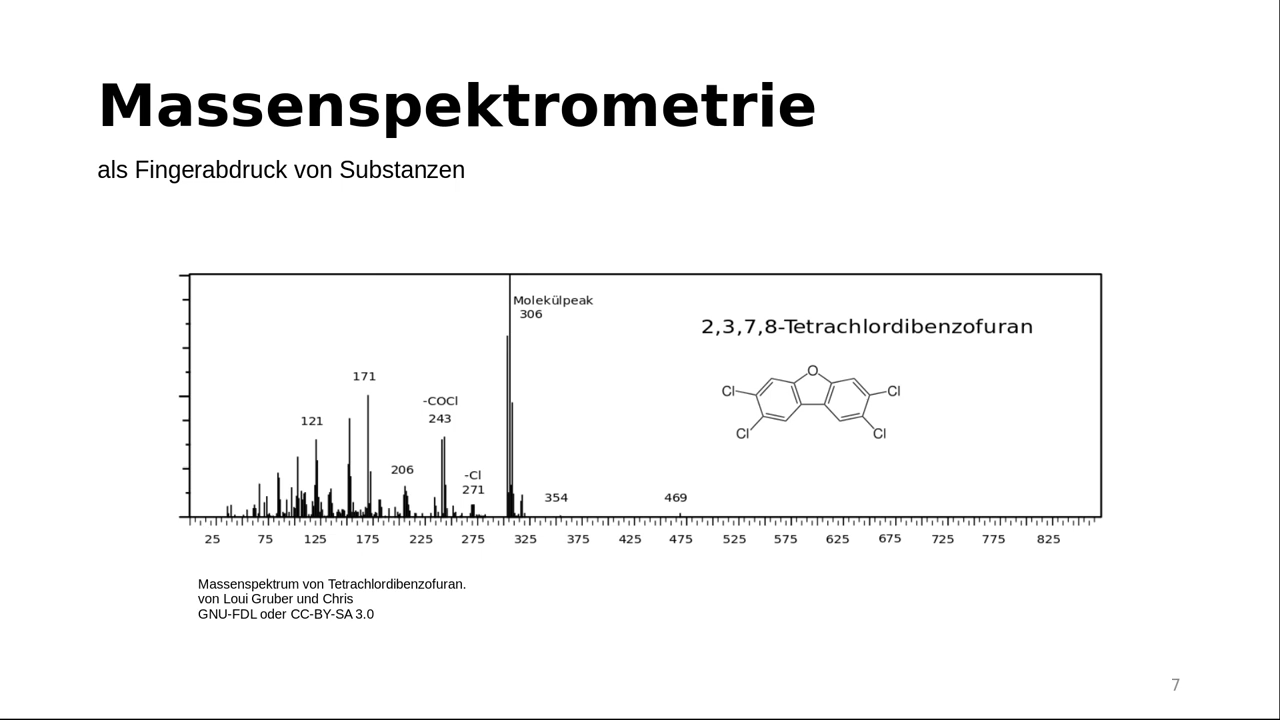 Massenspektrometrie
als Fingerabdruck von Substanzen
Molekülpeak
306
2,3,7,8-Tetrachlordibenzofuran
O
Cl
Cl
Cl
Cl
171
-COCl
243
121
206
-Cl
271
354
469
25 75 125 175 225 275 325 375 425 475 525 575 625 675 725 775 825
Massenspektrum von Tetrachlordibenzofuran.
von Loui Gruber und Chris
GNU-FDL oder CC-BY-SA 3.0
7